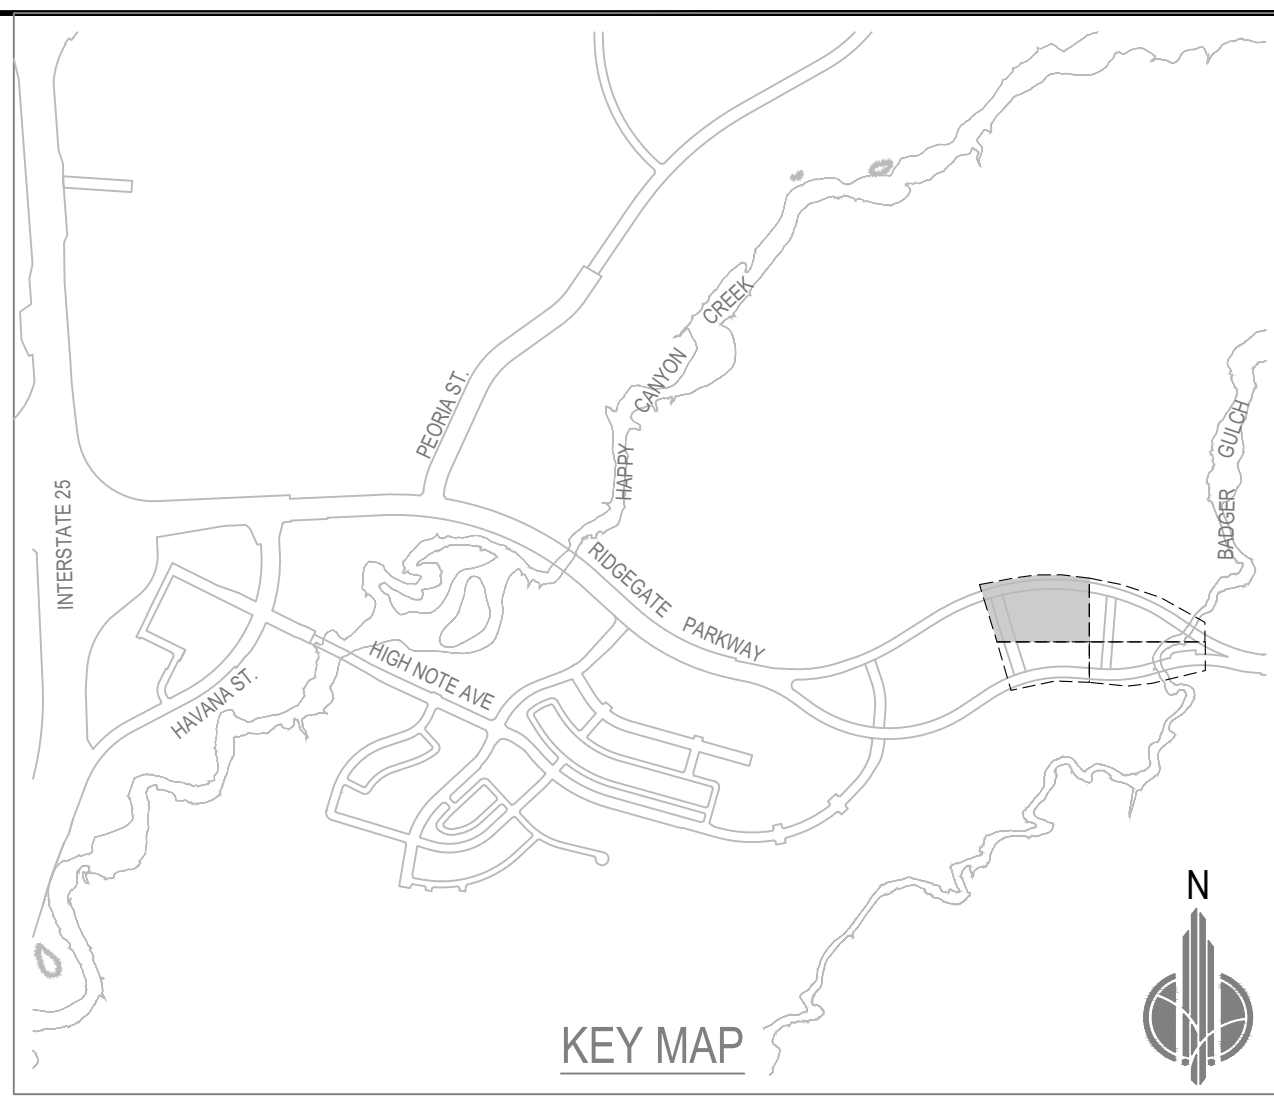 PEORIA ST.
HAPPY CANYON CREEK
BADGER GULCH
INTERSTATE 25
RIDGEGATE PARKWAY
HIGH NOTE AVE
HAVANA ST.
N
KEY MAP